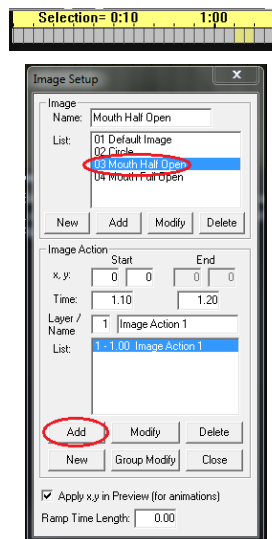 Selection= 0:10 1:00
Image Setup X
Image
Name: Mouth Half Open
List: 01 Default Image
02 Circle
03 Mouth Half Open
04 Mouth Full Open
New Add Modify Delete
Image Action
Start End
x, y: 0 0 0 0
Time: 1.10 1.20
Layer / Name 1 Image Action 1
List: 1 - 1.00 Image Action 1
Add Modify Delete
New Group Modify Close
Apply x,y in Preview (for animations)
Ramp Time Length: 0.00